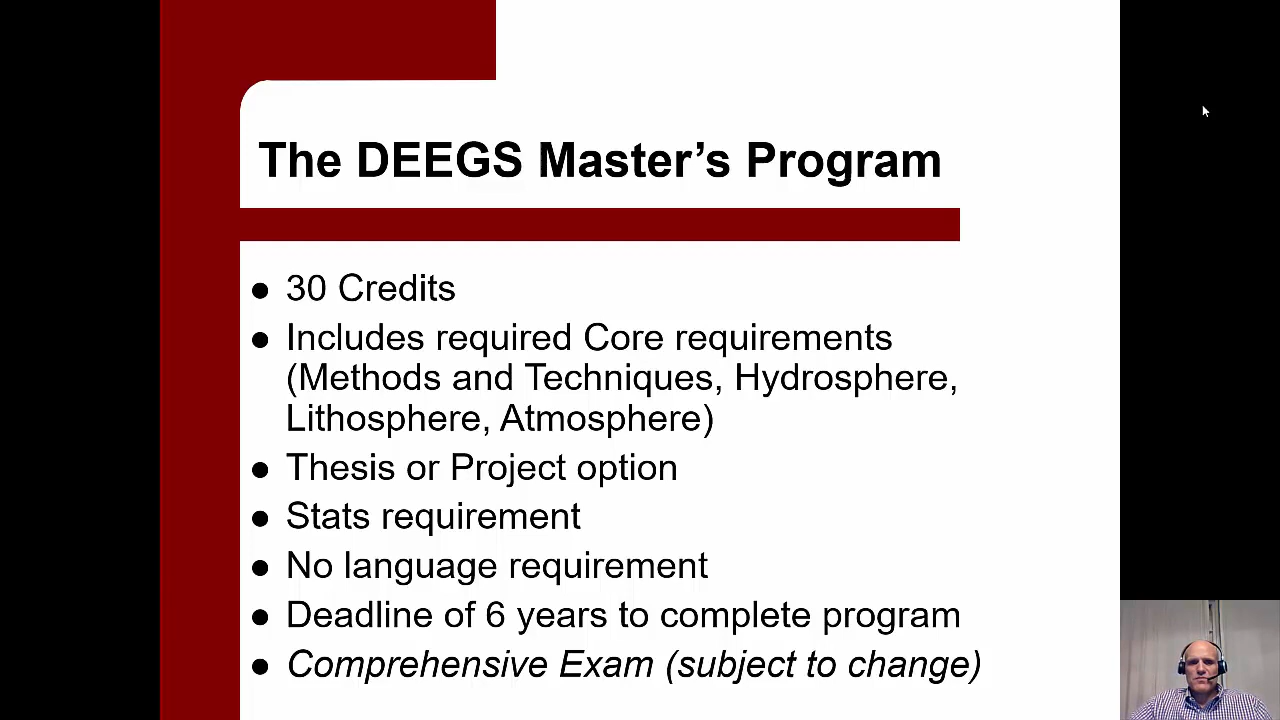 The DEEGS Master’s Program
● 30 Credits
● Includes required Core requirements
(Methods and Techniques, Hydrosphere,
Lithosphere, Atmosphere)
● Thesis or Project option
● Stats requirement
● No language requirement
● Deadline of 6 years to complete program
● Comprehensive Exam (subject to change)